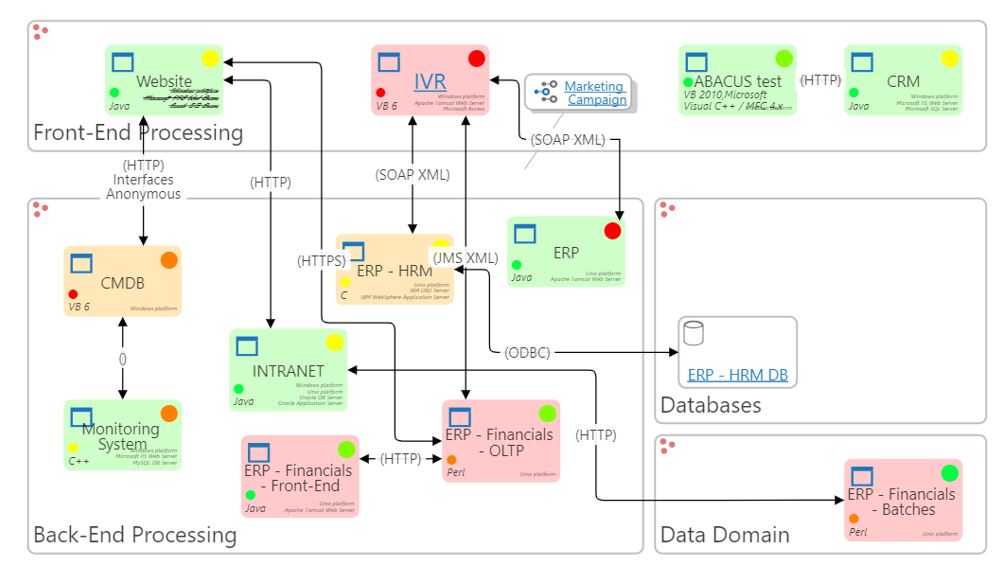 Website
Java
IVR
VB 6
Windows platform
Apache Tomcat Web Server
Microsoft Access
Marketing
Campaign
ABACUS test
VB 2010,Microsoft
Visual C++ / MFC 4.x
(HTTP)
CRM
Java
Windows platform
Microsoft IIS Web Server
Microsoft SQL Server
Front-End Processing
(SOAP XML)
(HTTP)
Interfaces
Anonymous
(HTTP)
(SOAP XML)
(HTTPS)
(JMS XML)
CMDB
VB 6
Windows platform
ERP - HRM
C
Unix platform
IBM DB2 Server
IBM WebSphere Application Server
ERP
Java
Unix platform
Apache Tomcat Web Server
()
INTRANET
Java
Windows platform
Unix platform
Oracle DB Server
Oracle Application Server
(ODBC)
ERP - HRM DB
Databases
Monitoring
System
C++
Windows platform
Microsoft IIS Web Server
MySQL DB Server
ERP - Financials
- Front-End
Java
Unix platform
Apache Tomcat Web Server
(HTTP)
ERP - Financials
- OLTP
Perl
Unix platform
(HTTP)
ERP - Financials
- Batches
Perl
Unix platform
Back-End Processing
Data Domain